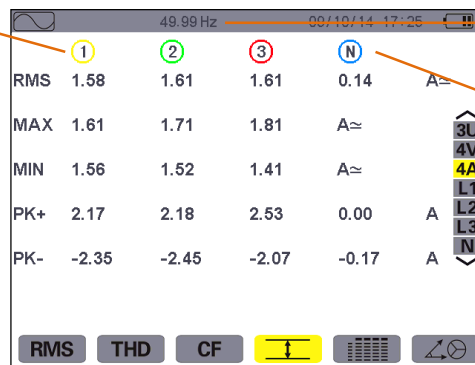 49.99 Hz 09/10/14 17:25
1 2 3 N
RMS 1.58 1.61 1.61 0.14 A≃
MAX 1.61 1.71 1.81 A≃
MIN 1.56 1.52 1.41 A≃
PK+ 2.17 2.18 2.53 0.00 A
PK- -2.35 -2.45 -2.07 -0.17 A
3U
4V
4A
L1
L2
L3
N
RMS THD CF